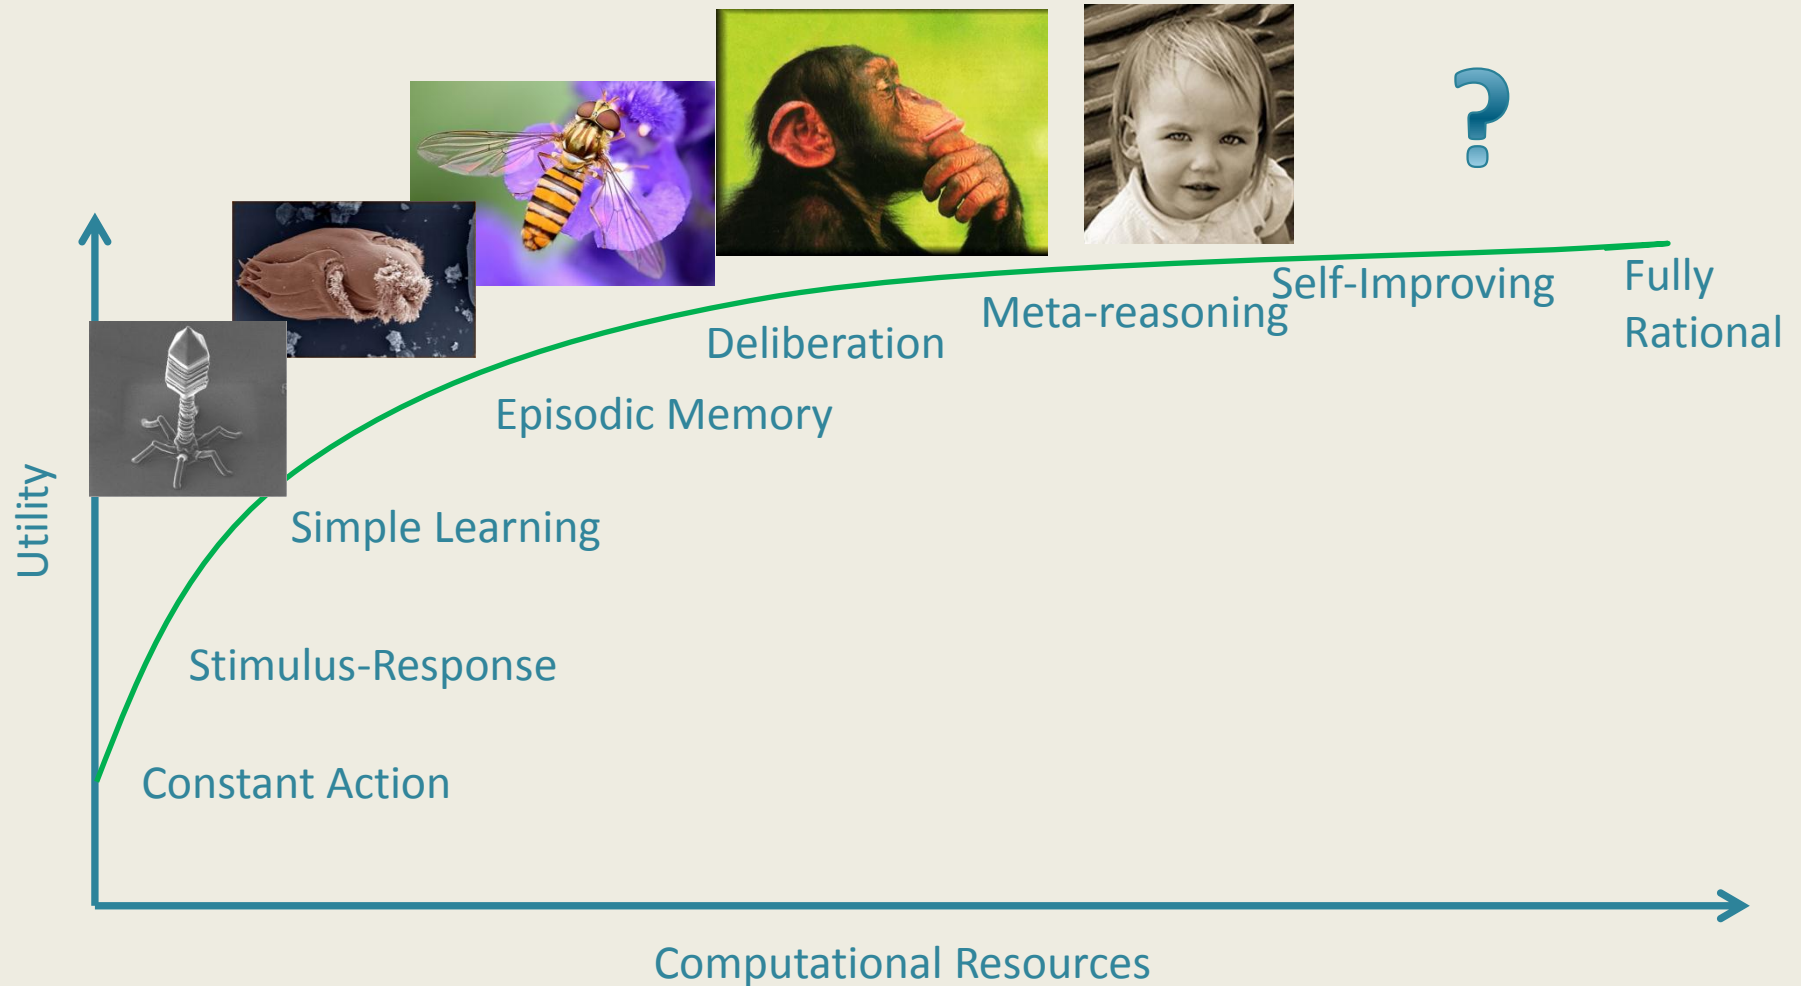 ?
Self-Improving
Fully
Rational
Meta-reasoning
Deliberation
Episodic Memory
Utility
Simple Learning
Stimulus-Response
Constant Action
Computational Resources